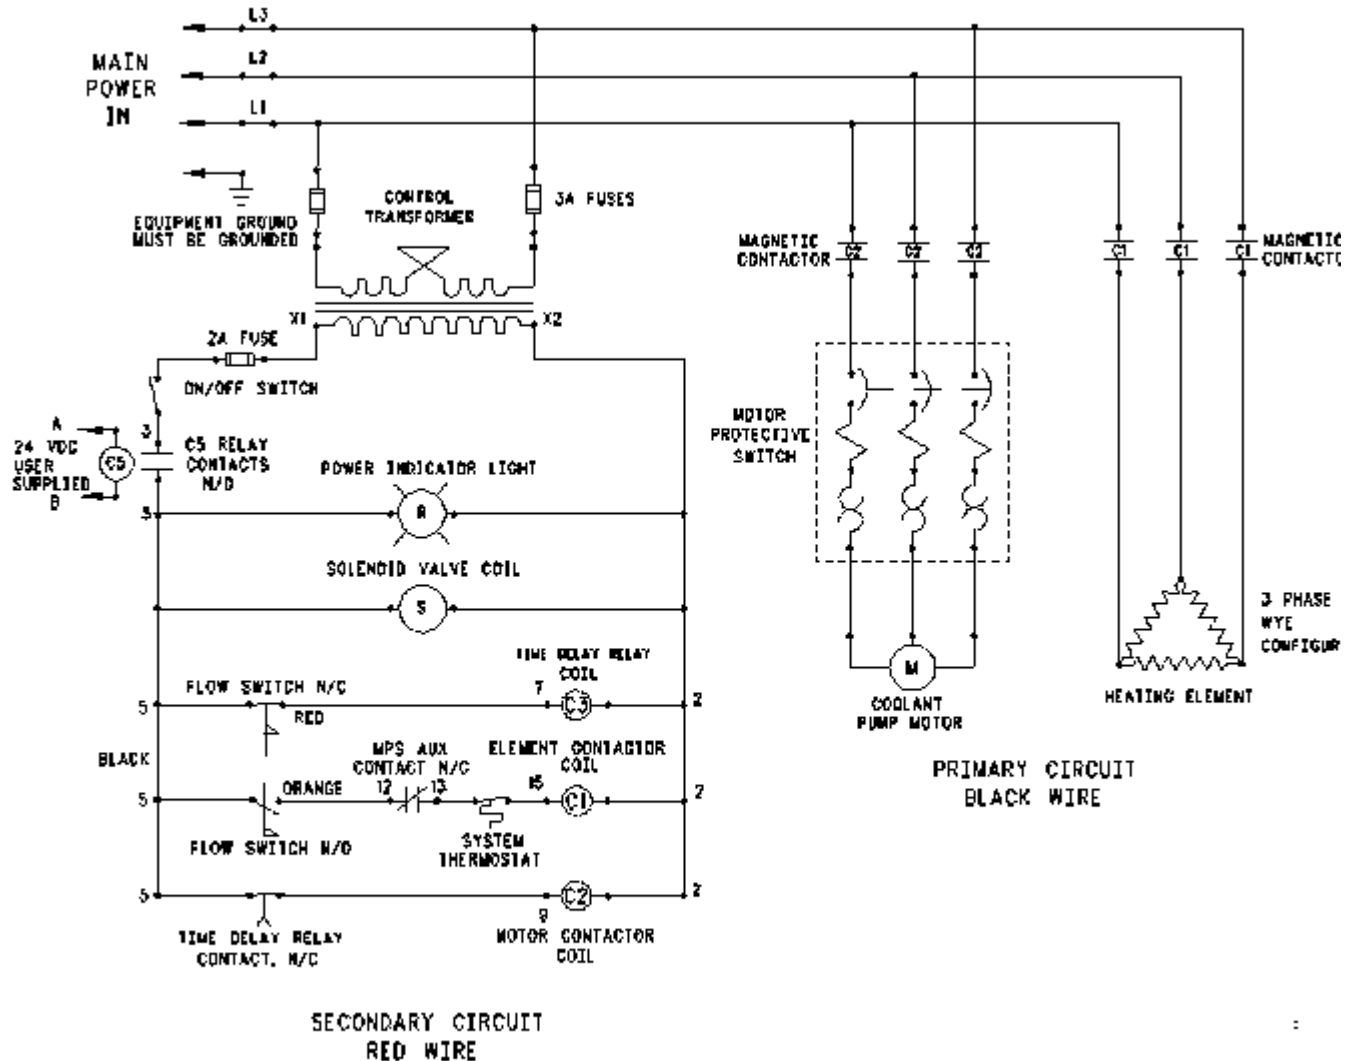 L3
L2
L1
MAIN
POWER
IN
EQUIPMENT GROUND
MUST BE GROUNDED
CONTROL
TRANSFORMER
3A FUSES
X1
X2
2A FUSE
ON/OFF SWITCH
A
24 VDC
USER
SUPPLIED
B
C5
3
C5 RELAY
CONTACTS
N/O
POWER INDICATOR LIGHT
R
SOLENOID VALVE COIL
S
TIME DELAY RELAY
COIL
5
FLOW SWITCH N/C
RED
7
C3
2
BLACK
MPS AUX
CONTACT N/C
ELEMENT CONTACTOR
COIL
5
ORANGE
12
13
15
C1
2
FLOW SWITCH N/O
SYSTEM
THERMOSTAT
5
9
C2
2
TIME DELAY RELAY
CONTACT, N/C
MOTOR CONTACTOR
COIL
SECONDARY CIRCUIT
RED WIRE
MAGNETIC
CONTACTOR
C2
C2
C2
C1
C1
C1
MAGNETIC
CONTACTO
MOTOR
PROTECTIVE
SWITCH
M
COOLANT
PUMP MOTOR
3 PHASE
WYE
CONFIGUR
HEATING ELEMENT
PRIMARY CIRCUIT
BLACK WIRE